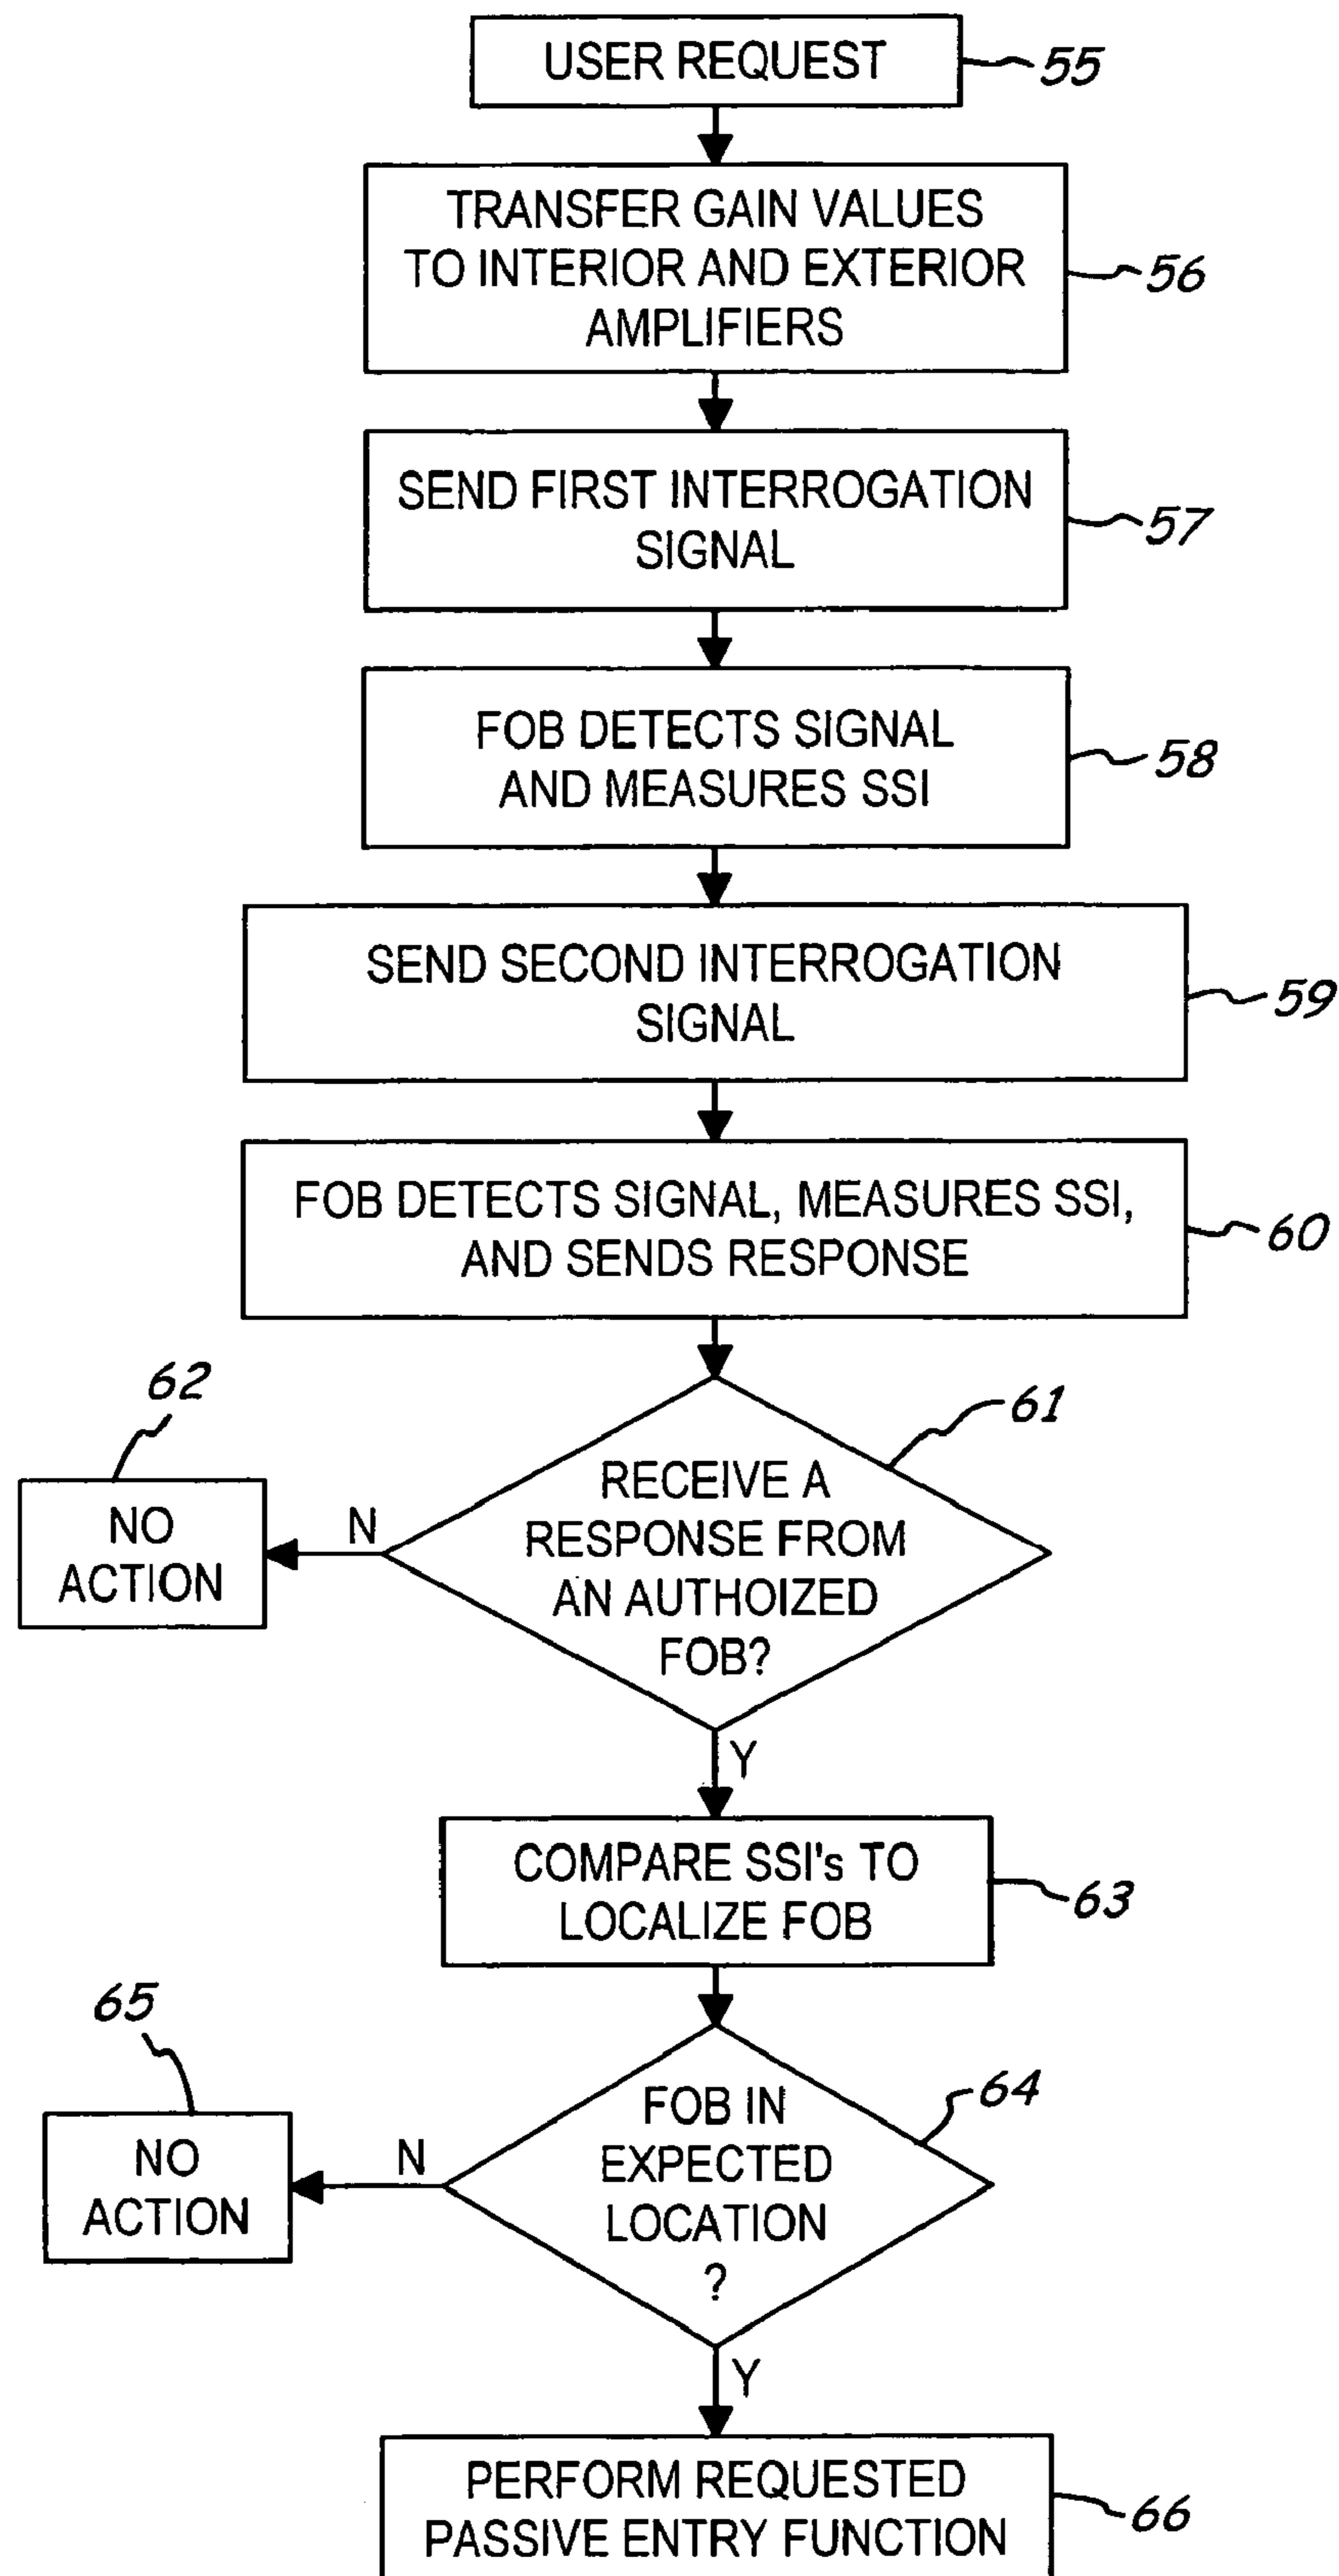 USER REQUEST
55
TRANSFER GAIN VALUES
TO INTERIOR AND EXTERIOR
AMPLIFIERS
56
SEND FIRST INTERROGATION
SIGNAL
57
FOB DETECTS SIGNAL
AND MEASURES SSI
58
SEND SECOND INTERROGATION
SIGNAL
59
FOB DETECTS SIGNAL, MEASURES SSI,
AND SENDS RESPONSE
60
62
61
NO
ACTION
N
RECEIVE A
RESPONSE FROM
AN AUTHOIZED
FOB?
Y
COMPARE SSI's TO
LOCALIZE FOB
63
65
64
NO
ACTION
N
FOB IN
EXPECTED
LOCATION
?
Y
PERFORM REQUESTED
PASSIVE ENTRY FUNCTION
66